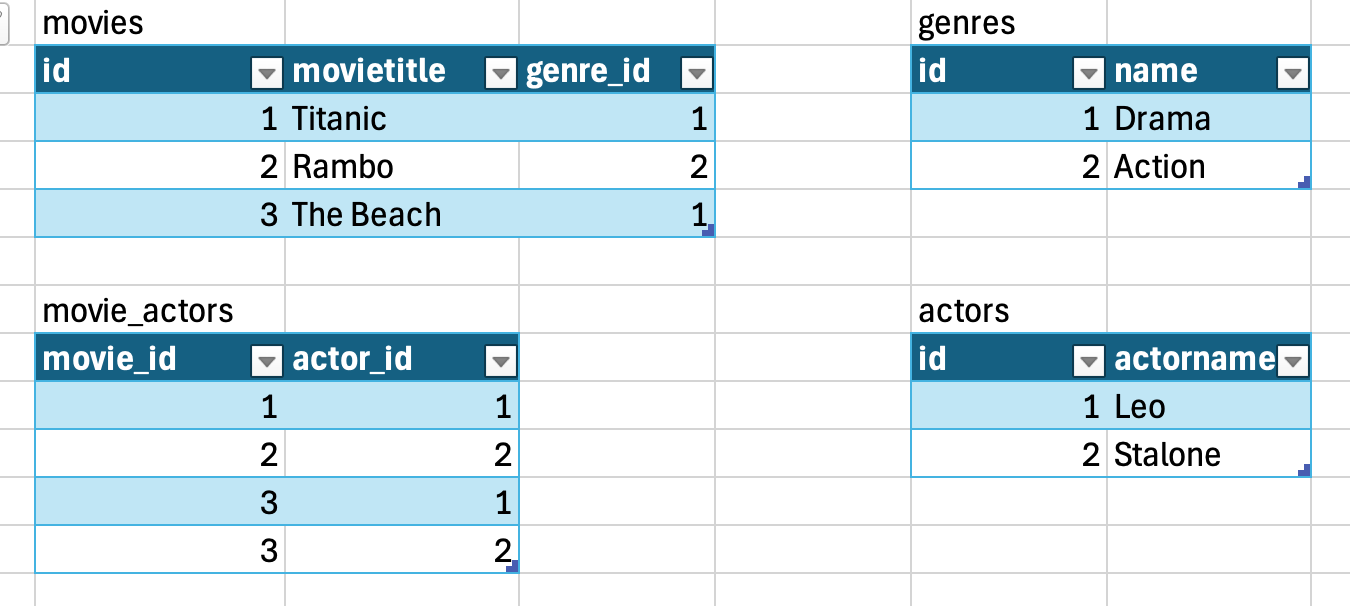 movies genres
id movietitle genre_id id name
1 Titanic 1 1 Drama
2 Rambo 2 2 Action
3 The Beach 1
movie_actors actors
movie_id actor_id id actorname
1 1 1 Leo
2 2 2 Stalone
3 1
3 2